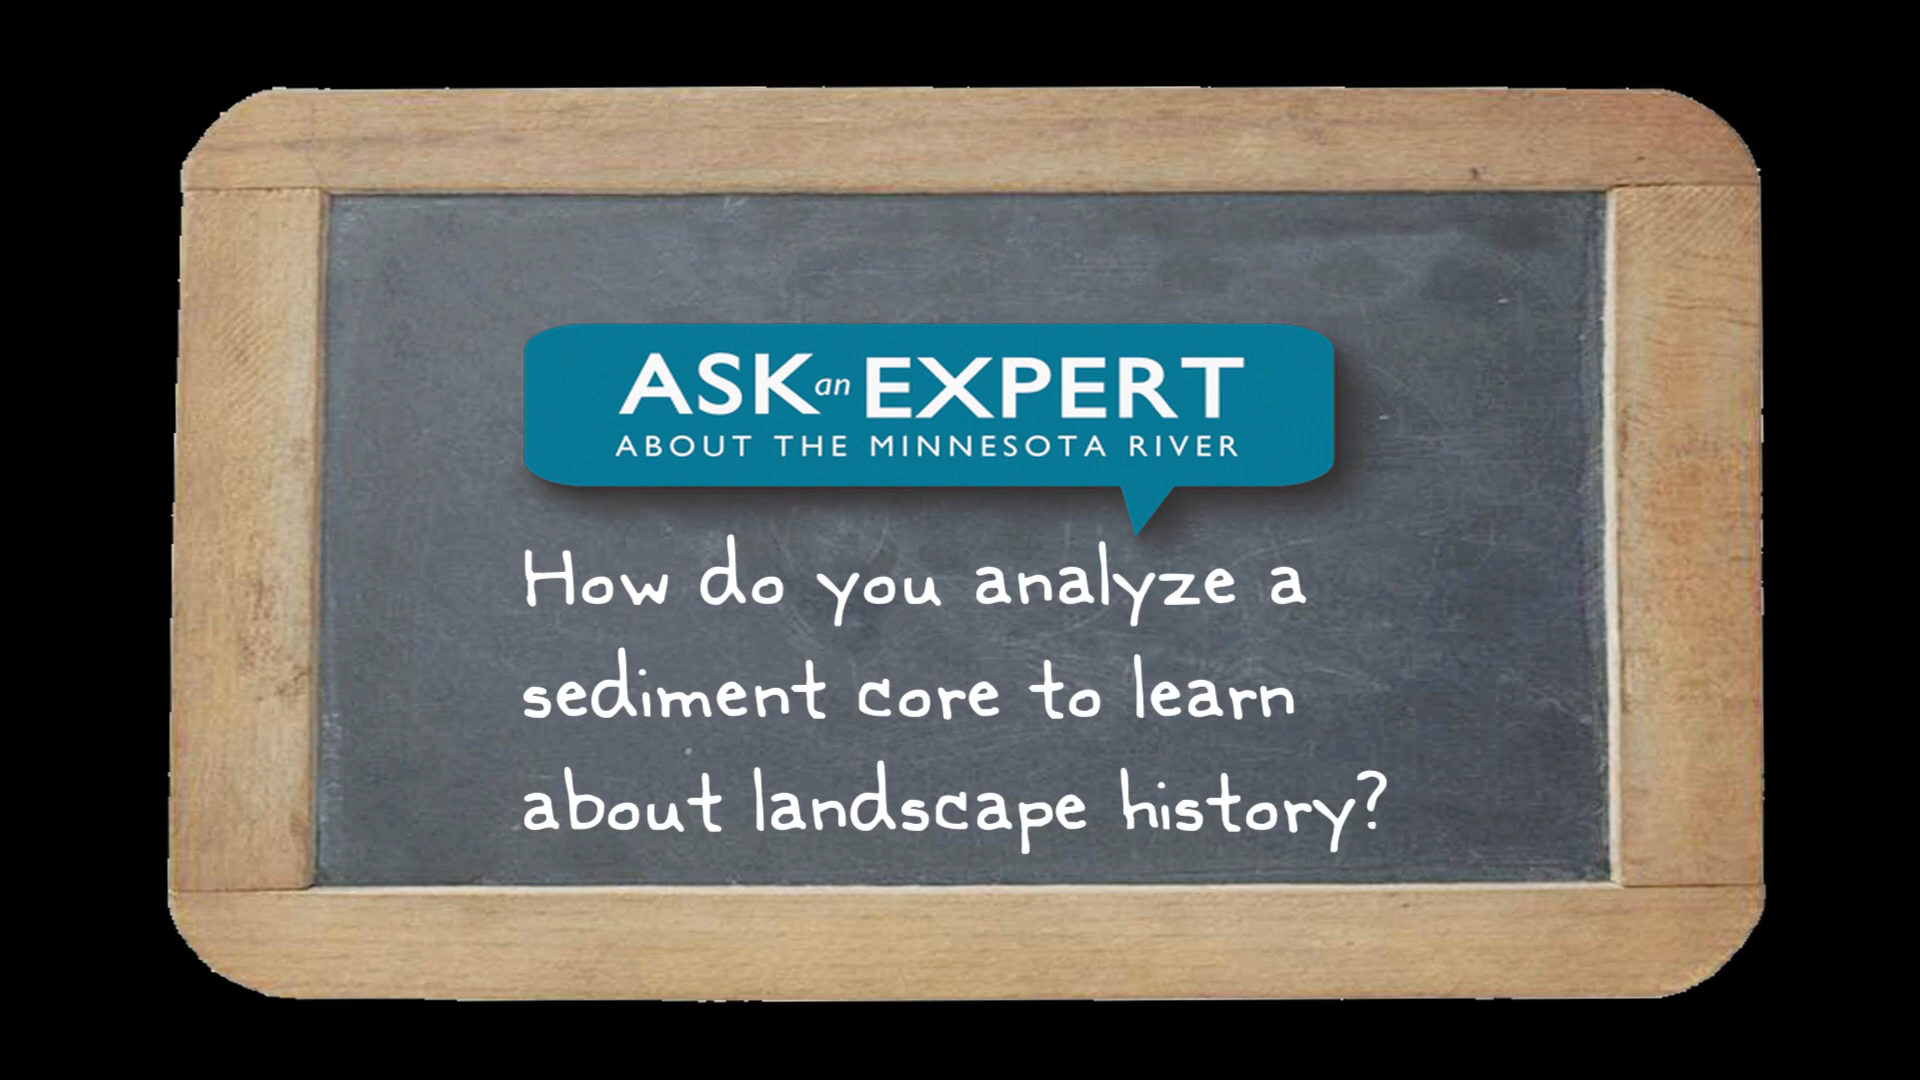 ASK an EXPERT
ABOUT THE MINNESOTA RIVER
How do you analyze a
sediment core to learn
about landscape history?